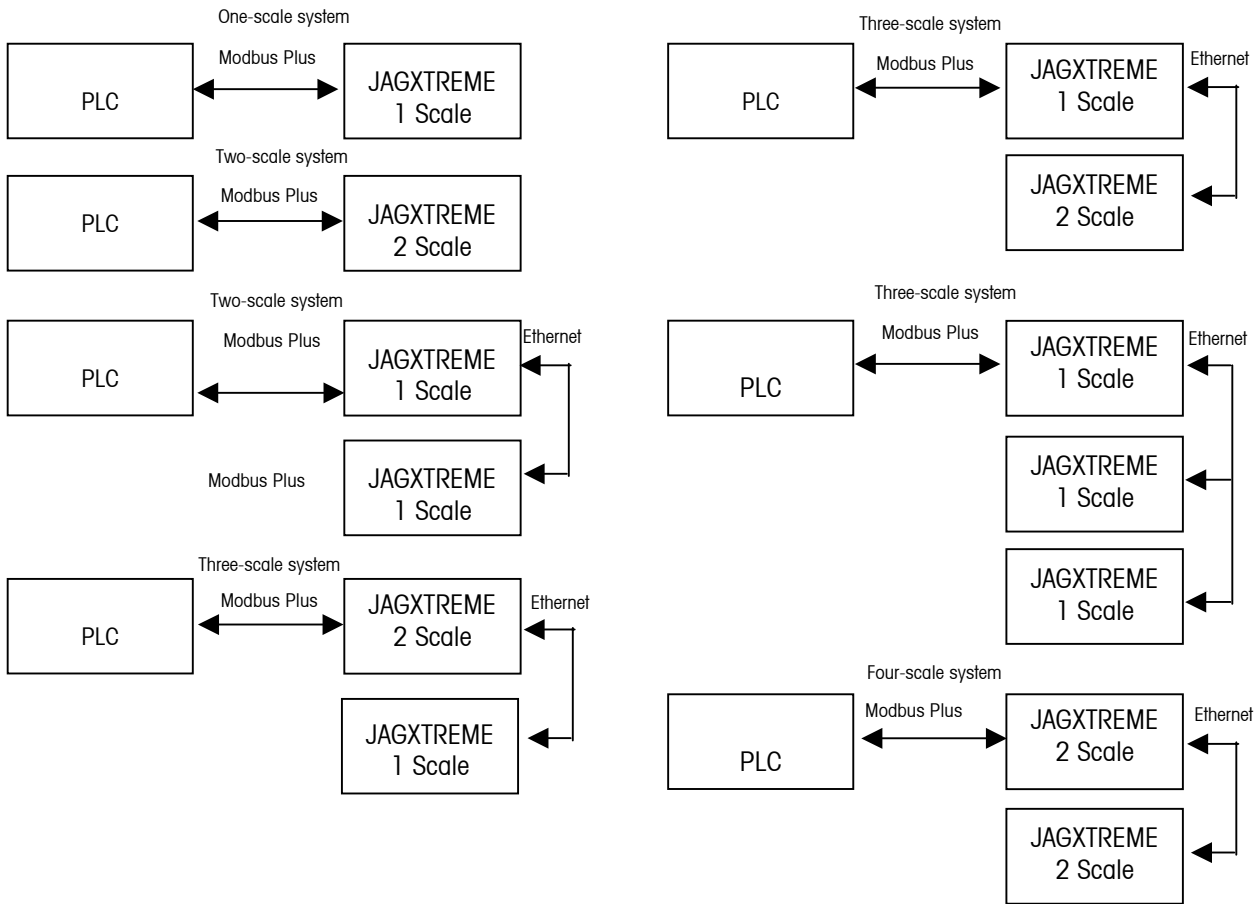 One-scale system
Modbus Plus
PLC
JAGXTREME
1 Scale
Two-scale system
Modbus Plus
PLC
JAGXTREME
2 Scale
Two-scale system
Modbus Plus
Ethernet
PLC
JAGXTREME
1 Scale
Modbus Plus
JAGXTREME
1 Scale
Three-scale system
Modbus Plus
Ethernet
PLC
JAGXTREME
2 Scale
JAGXTREME
1 Scale
Three-scale system
Modbus Plus
Ethernet
PLC
JAGXTREME
1 Scale
JAGXTREME
2 Scale
Three-scale system
Modbus Plus
Ethernet
PLC
JAGXTREME
1 Scale
JAGXTREME
1 Scale
JAGXTREME
1 Scale
Four-scale system
Modbus Plus
Ethernet
PLC
JAGXTREME
2 Scale
JAGXTREME
2 Scale